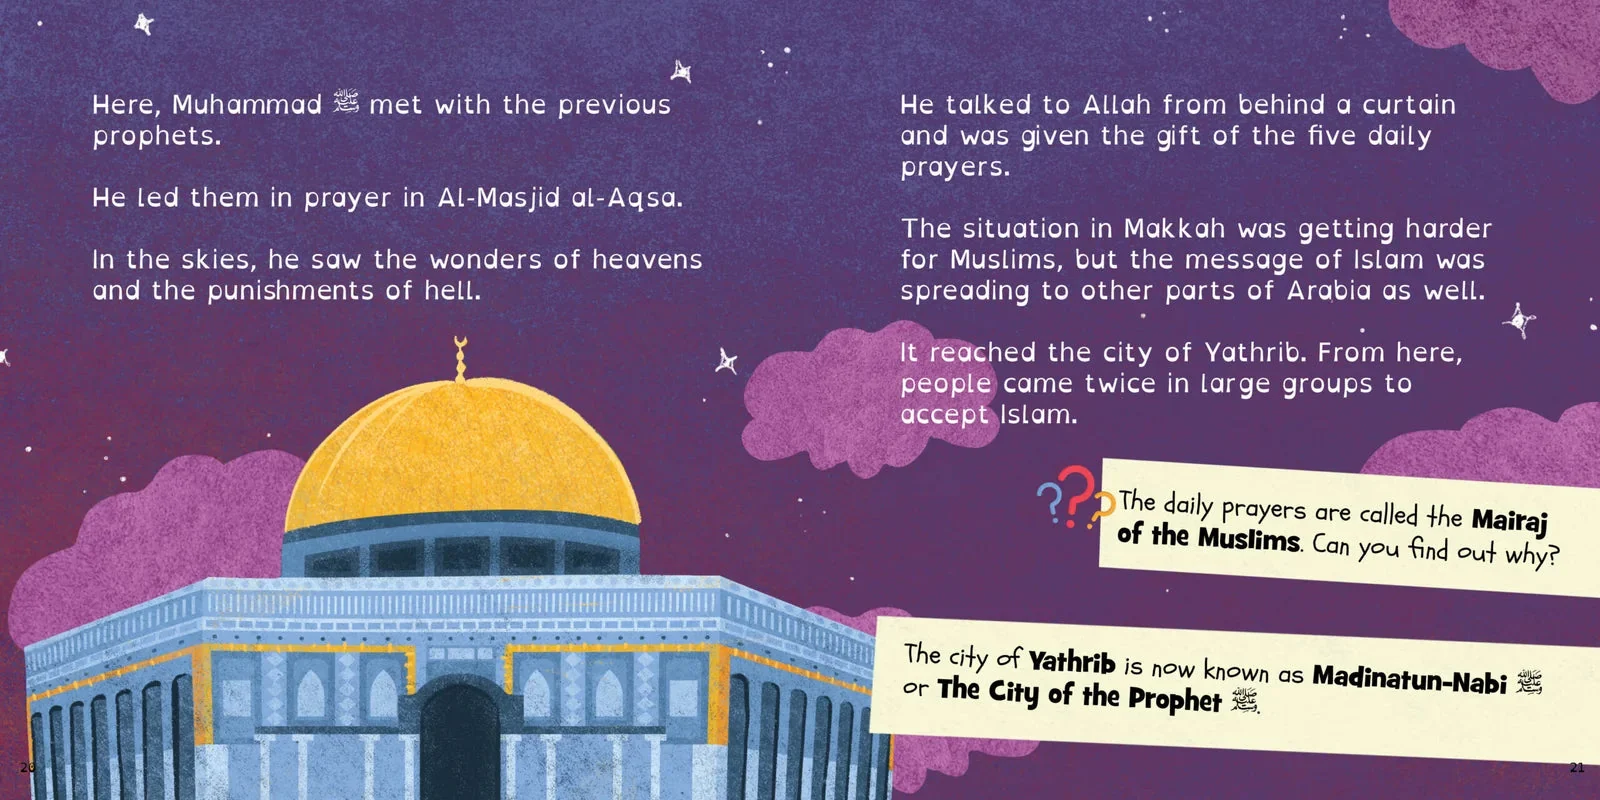 Here, Muhammad ﷺ met with the previous
prophets.
He led them in prayer in Al-Masjid al-Aqsa.
In the skies, he saw the wonders of heavens
and the punishments of hell.
20
He talked to Allah from behind a curtain
and was given the gift of the five daily
prayers.
The situation in Makkah was getting harder
for Muslims, but the message of Islam was
spreading to other parts of Arabia as well.
It reached the city of Yathrib. From here,
people came twice in large groups to
accept Islam.
???
The daily prayers are called the Mairaj
of the Muslims. Can you find out why?
The city of Yathrib is now known as Madinatun-Nabi ﷺ
or The City of the Prophet ﷺ.
21